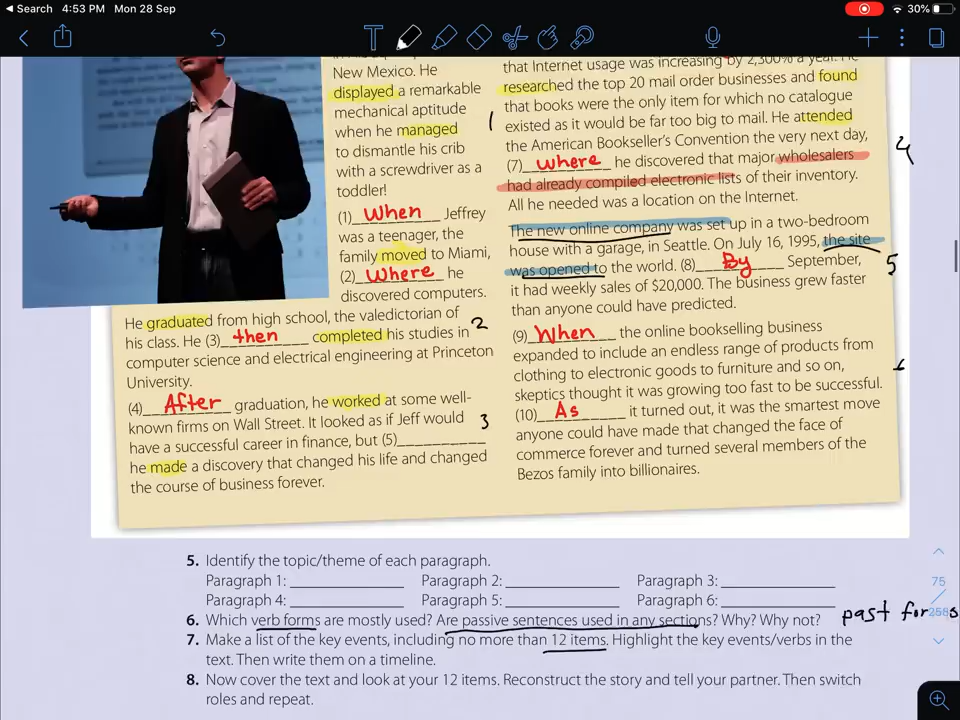 Search 4:53 PM Mon 28 Sep
30%
New Mexico. He
displayed a remarkable
mechanical aptitude
when he managed
to dismantle his crib
with a screwdriver as a
toddler!
(1) When Jeffrey
was a teenager, the
family moved to Miami,
(2) Where he
discovered computers.
He graduated from high school, the valedictorian of
his class. He (3) then completed his studies in
computer science and electrical engineering at Princeton
University.
(4) After graduation, he worked at some well-
known firms on Wall Street. It looked as if Jeff would
have a successful career in finance, but (5)__________
he made a discovery that changed his life and changed
the course of business forever.
1
2
3
that Internet usage was increasing by 2,300% a year. He
researched the top 20 mail order businesses and found
that books were the only item for which no catalogue
existed as it would be far too big to mail. He attended
the American Bookseller's Convention the very next day,
(7) where he discovered that major wholesalers
had already compiled electronic lists of their inventory.
All he needed was a location on the Internet.
The new online company was set up in a two-bedroom
house with a garage, in Seattle. On July 16, 1995, the site
was opened to the world. (8) By September,
it had weekly sales of $20,000. The business grew faster
than anyone could have predicted.
(9) When the online bookselling business
expanded to include an endless range of products from
clothing to electronic goods to furniture and so on,
skeptics thought it was growing too fast to be successful.
(10) As it turned out, it was the smartest move
anyone could have made that changed the face of
commerce forever and turned several members of the
Bezos family into billionaires.
4
5
5. Identify the topic/theme of each paragraph.
Paragraph 1: ____________ Paragraph 2: ____________ Paragraph 3: ____________
Paragraph 4: ____________ Paragraph 5: ____________ Paragraph 6: ____________
6. Which verb forms are mostly used? Are passive sentences used in any sections? Why? Why not? past for s
7. Make a list of the key events, including no more than 12 items. Highlight the key events/verbs in the
text. Then write them on a timeline.
8. Now cover the text and look at your 12 items. Reconstruct the story and tell your partner. Then switch
roles and repeat.
75